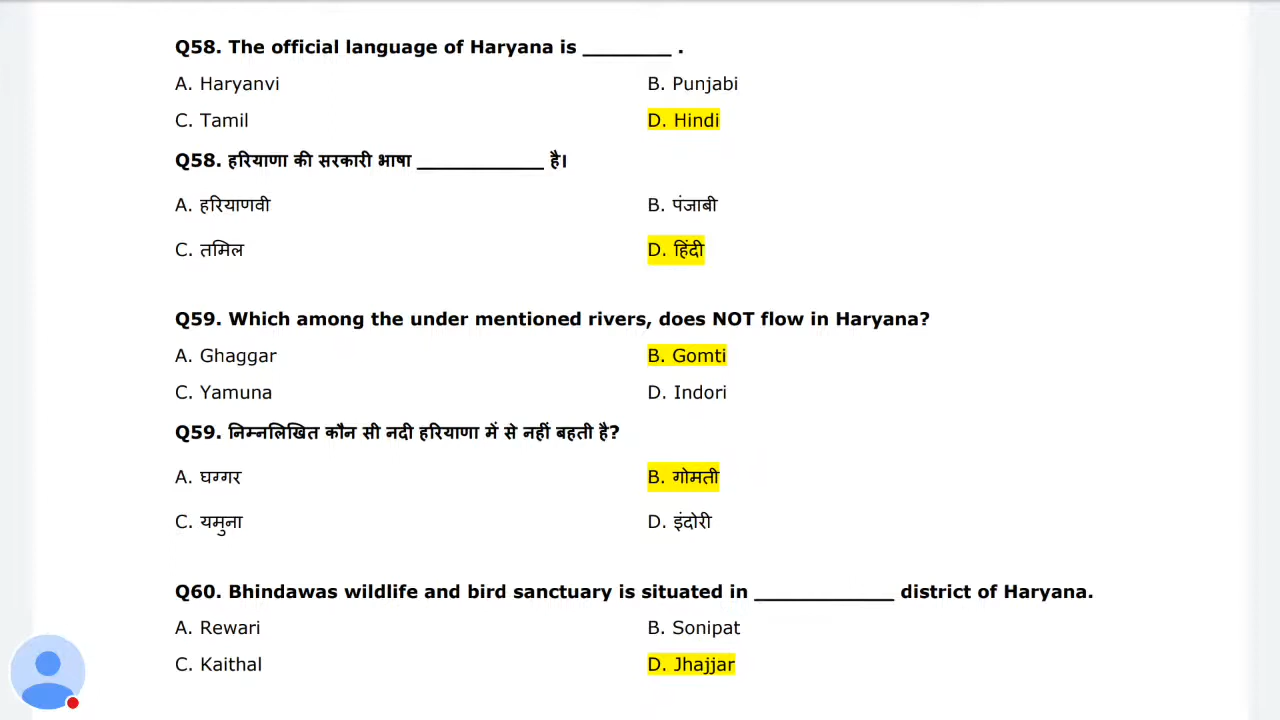 Q58. The official language of Haryana is ________ .
A. Haryanvi B. Punjabi
C. Tamil D. Hindi
Q58. हरियाणा की सरकारी भाषा ____________ है।
A. हरियाणवी B. पंजाबी
C. तमिल D. हिंदी
Q59. Which among the under mentioned rivers, does NOT flow in Haryana?
A. Ghaggar B. Gomti
C. Yamuna D. Indori
Q59. निम्नलिखित कौन सी नदी हरियाणा में से नहीं बहती है?
A. घग्गर B. गोमती
C. यमुना D. इंदोरी
Q60. Bhindawas wildlife and bird sanctuary is situated in _____________ district of Haryana.
A. Rewari B. Sonipat
C. Kaithal D. Jhajjar